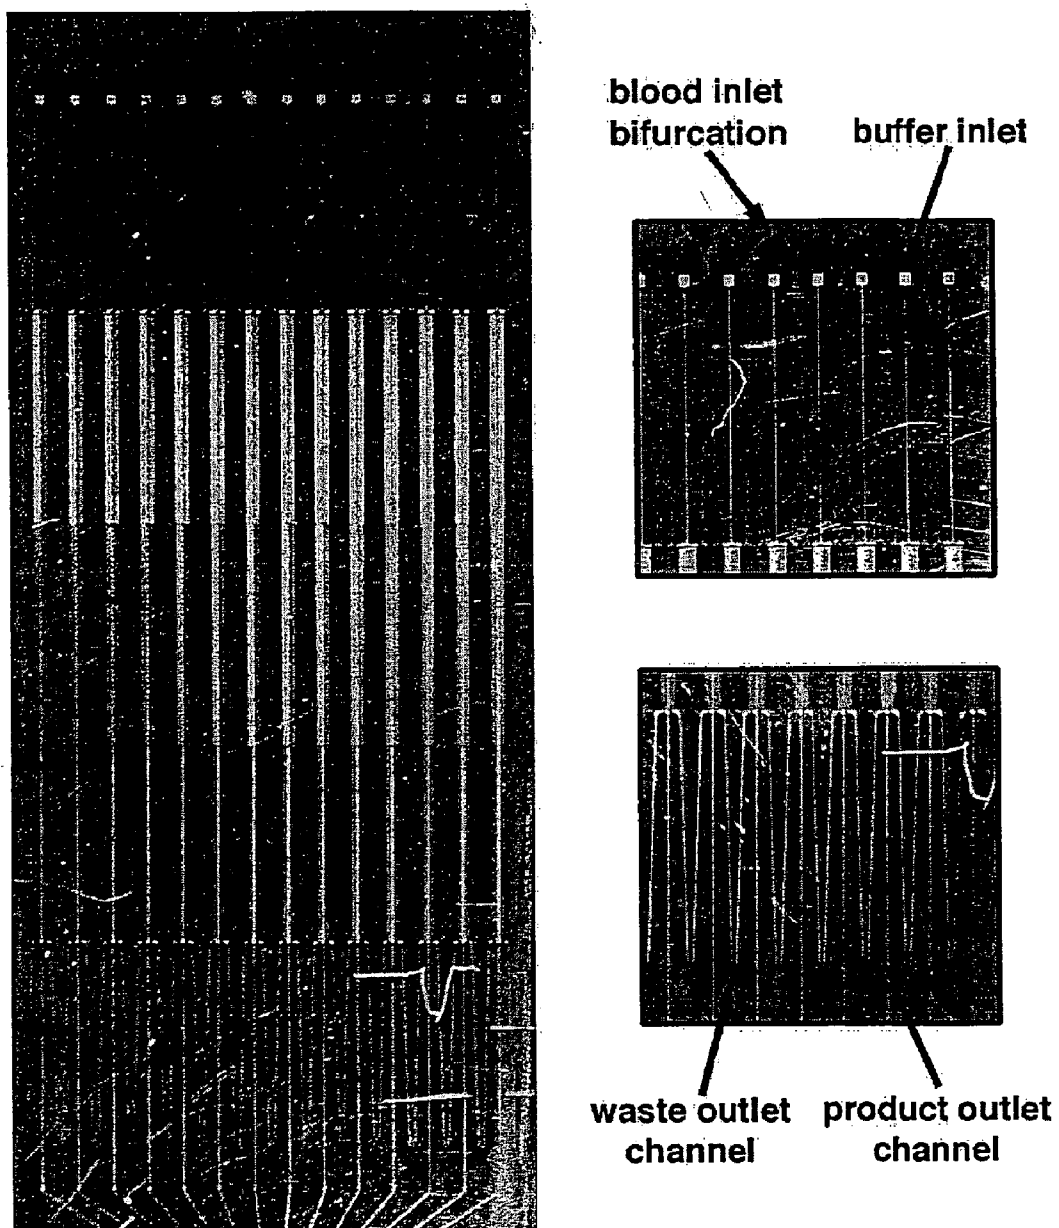 blood inlet
bifurcation
buffer inlet
waste outlet
channel
product outlet
channel